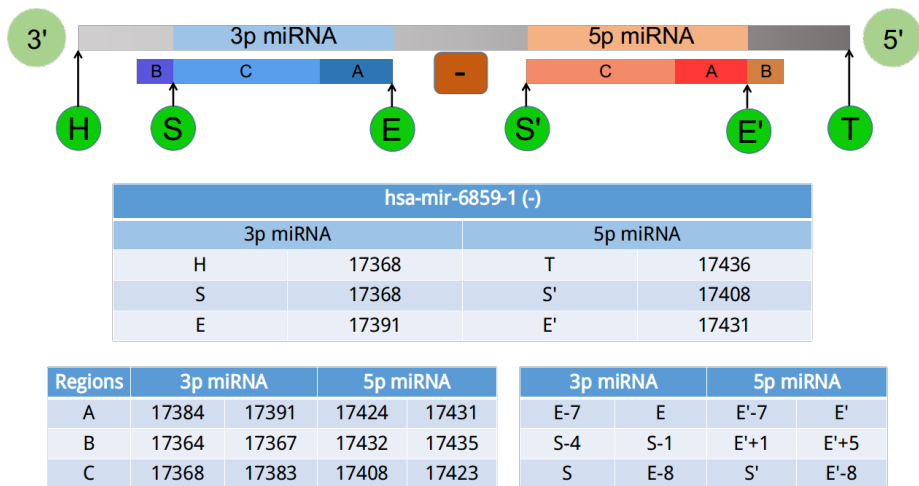 3' 3p miRNA 5p miRNA 5'
B C A - C A B
H S E S' E' T
hsa-mir-6859-1 (-)
3p miRNA 5p miRNA
H 17368 T 17436
S 17368 S' 17408
E 17391 E' 17431
Regions 3p miRNA 5p miRNA
A 17384 17391 17424 17431
B 17364 17367 17432 17435
C 17368 17383 17408 17423
3p miRNA 5p miRNA
E-7 E E'-7 E'
S-4 S-1 E'+1 E'+5
S E-8 S' E'-8